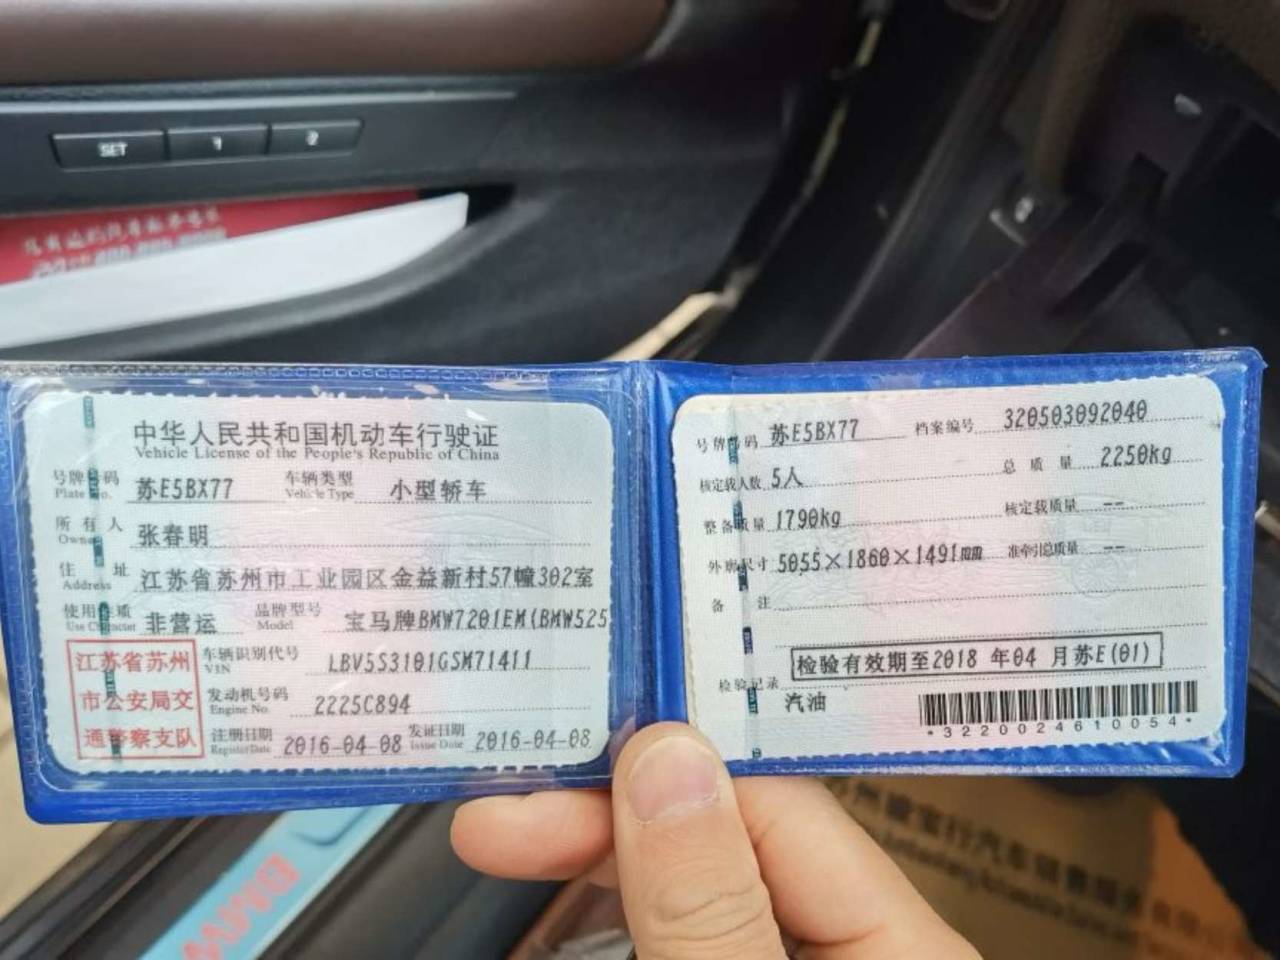 SET
1
2
中华人民共和国机动车行驶证
Vehicle License of the People's Republic of China
号牌号码 苏E5BX77 车辆类型 小型轿车
Plate No. Vehicle Type
所有人 张春明
Owner
住址 江苏省苏州市工业园区金益新村57幢302室
Address
使用性质 非营运 品牌型号 宝马牌BMW7201EM(BMW525
Use Character Model
江苏省苏州
市公安局交
通警察支队
车辆识别代号 LBV5S3101GSM71411
VIN
发动机号码 2225C894
Engine No.
注册日期 2016-04-08 发证日期 2016-04-08
Register Date Issue Date
号牌号码 苏E5BX77 档案编号 320503092040
核定载人数 5人 总质量 2250kg
整备质量 1790kg 核定载质量 --
外廓尺寸 5055×1860×1491mm 准牵引总质量 --
备注
检验有效期至2018 年04 月苏E(01)
检验记录
汽油
*3220024610054*
BMW